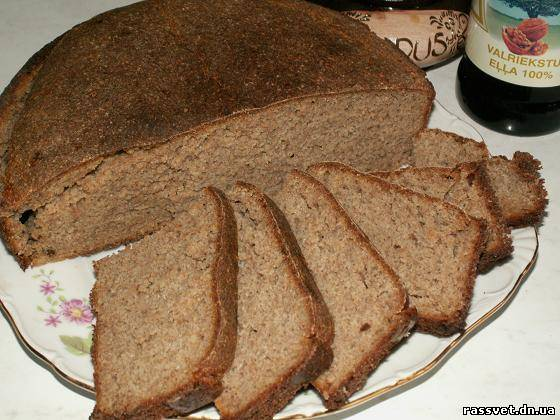 VALRIEKSTU
EĻĻA 100%
rassvet.dn.ua